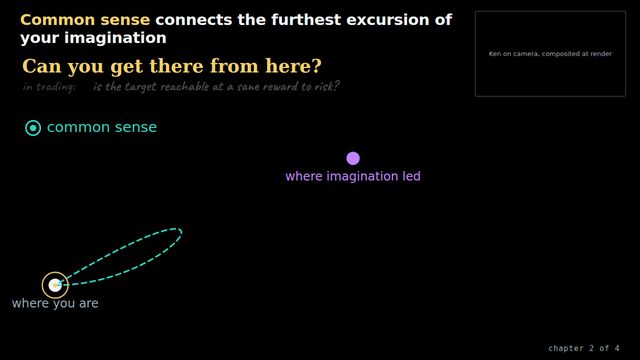 Common sense connects the furthest excursion of
your imagination
Ken on camera, composited at render
Can you get there from here?
in trading: is the target reachable at a sane reward to risk?
common sense
where imagination led
where you are
chapter 2 of 4